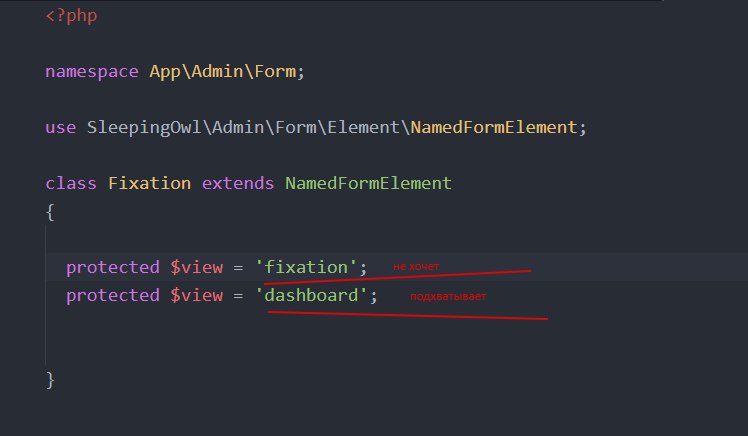 <?php
namespace App\Admin\Form;
use SleepingOwl\Admin\Form\Element\NamedFormElement;
class Fixation extends NamedFormElement
{
protected $view = 'fixation'; не хочет
protected $view = 'dashboard'; подхватывает
}